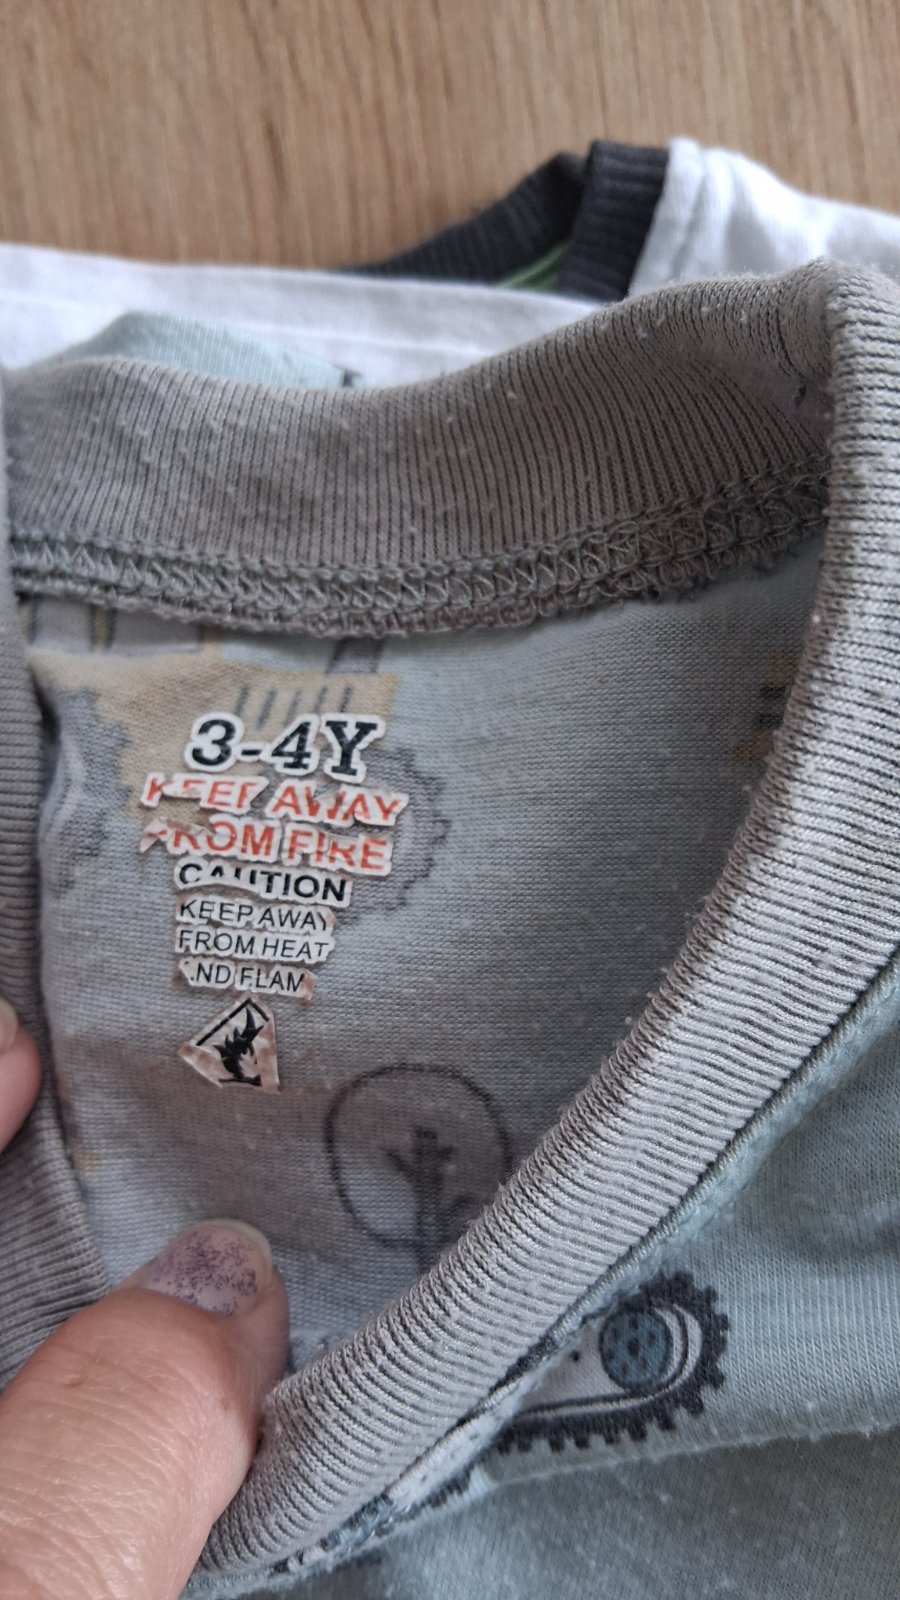 3-4Y
KEEP AWAY
FROM FIRE
CAUTION
KEEP AWAY
FROM HEAT
ND FLAM